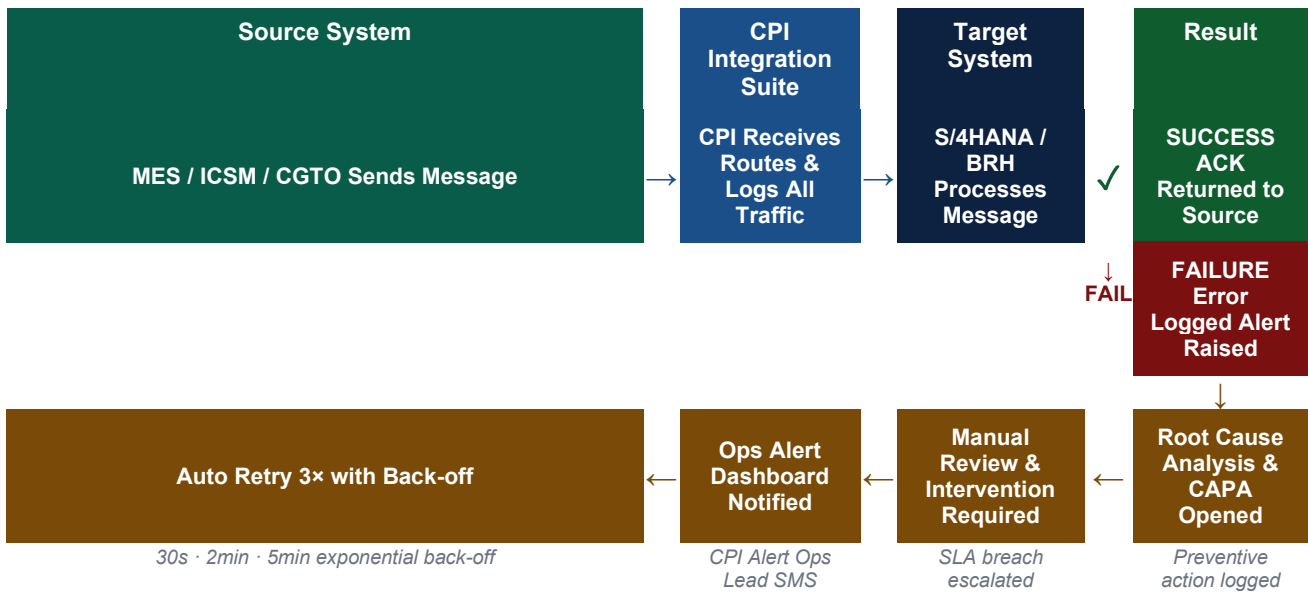 Source System
CPI
Integration
Suite
Target
System
Result
MES / ICSM / CGTO Sends Message
→
CPI Receives
Routes &
Logs All
Traffic
→
S/4HANA /
BRH
Processes
Message
✓
SUCCESS
ACK
Returned to
Source
↓
FAIL
FAILURE
Error
Logged Alert
Raised
↓
Auto Retry 3× with Back-off
←
Ops Alert
Dashboard
Notified
←
Manual
Review &
Intervention
Required
←
Root Cause
Analysis &
CAPA
Opened
30s · 2min · 5min exponential back-off
CPI Alert Ops
Lead SMS
SLA breach
escalated
Preventive
action logged